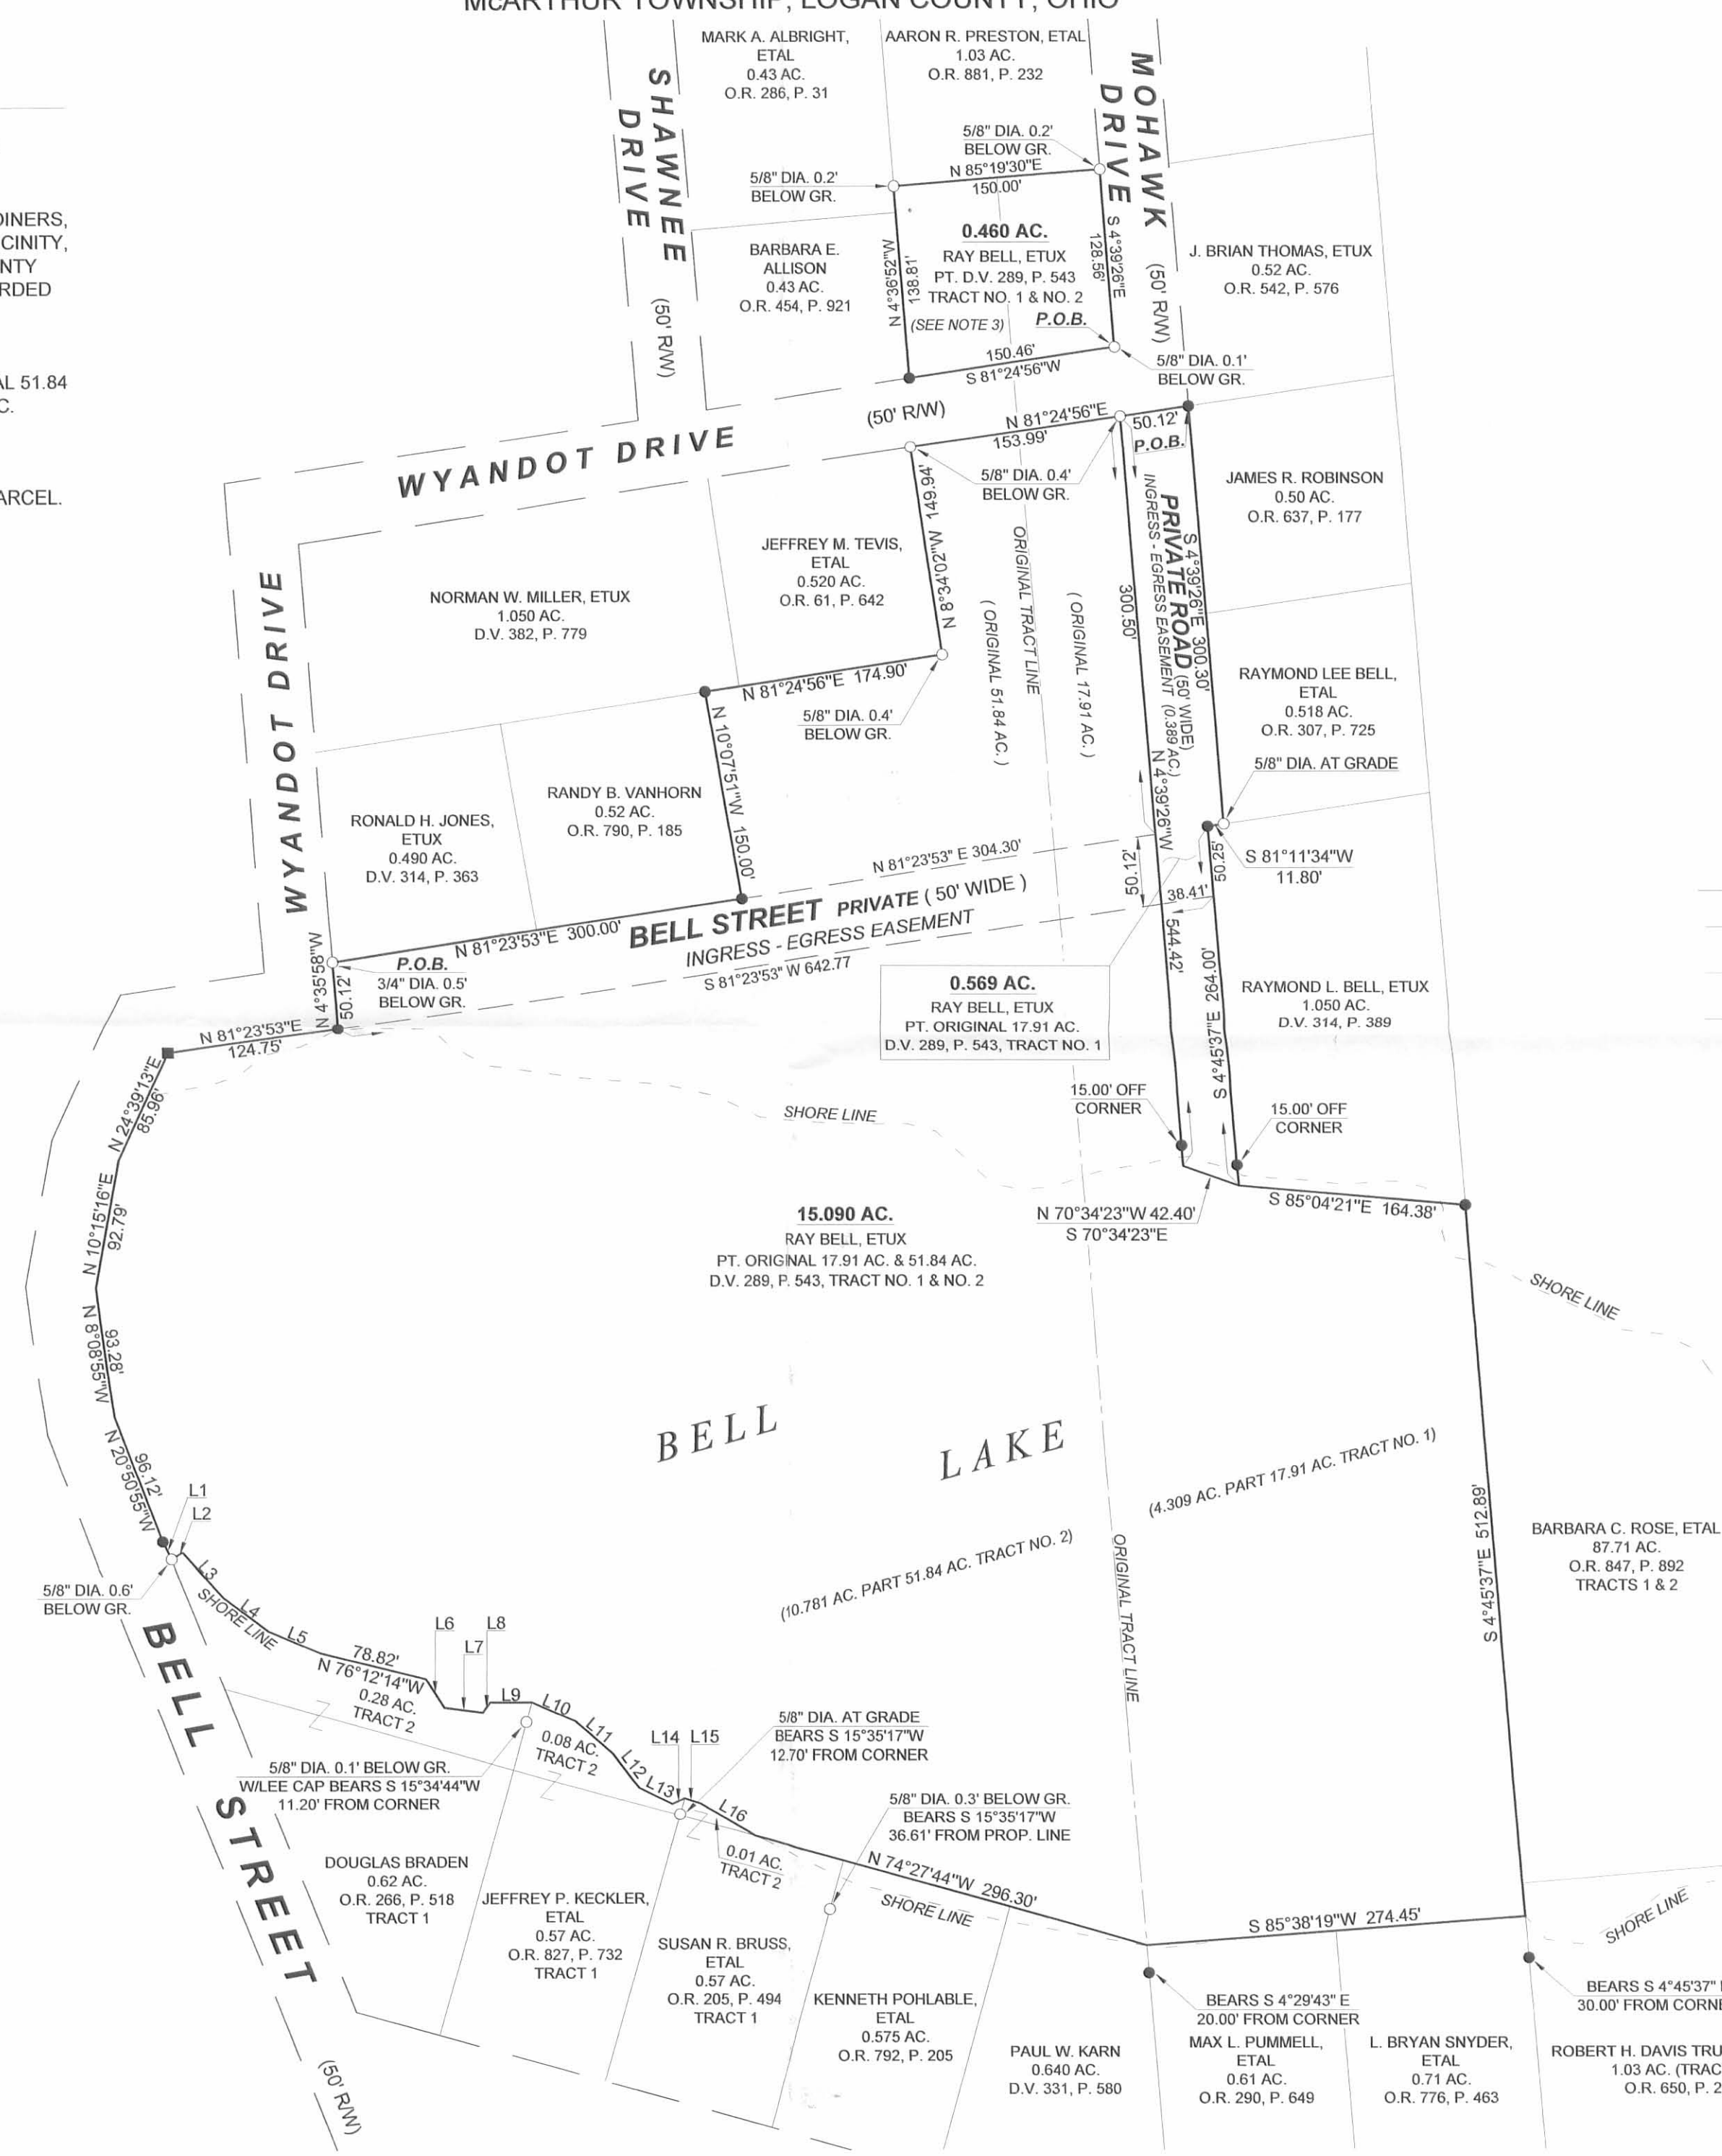 McARTHUR TOWNSHIP, LOGAN COUNTY, OHIO
MARK A. ALBRIGHT,
ETAL
0.43 AC.
O.R. 286, P. 31
AARON R. PRESTON, ETAL
1.03 AC.
O.R. 881, P. 232
SHAWNEE
DRIVE
(50' R/W)
MOHAWK
DRIVE
(50' R/W)
5/8" DIA. 0.2'
BELOW GR.
N 85°19'30"E
150.00'
5/8" DIA. 0.2'
BELOW GR.
OINERS,
CINITY,
NTY
RDED
AL 51.84
C.
ARCEL.
BARBARA E.
ALLISON
0.43 AC.
O.R. 454, P. 921
N 4°36'52"W
138.81'
0.460 AC.
RAY BELL, ETUX
PT. D.V. 289, P. 543
TRACT NO. 1 & NO. 2
(SEE NOTE 3)
P.O.B.
S 4°39'26"E
128.56'
J. BRIAN THOMAS, ETUX
0.52 AC.
O.R. 542, P. 576
150.46'
S 81°24'56"W
5/8" DIA. 0.1'
BELOW GR.
(50' R/W)
WYANDOT DRIVE
N 81°24'56"E
153.99'
50.12'
P.O.B.
5/8" DIA. 0.4'
BELOW GR.
JAMES R. ROBINSON
0.50 AC.
O.R. 637, P. 177
N 8°34'02"W 149.94'
ORIGINAL TRACT LINE
( ORIGINAL 51.84 AC. )
( ORIGINAL 17.91 AC. )
300.50'
INGRESS - EGRESS EASEMENT (0.389 AC.)
PRIVATE ROAD (50' WIDE)
S 4°39'26"E 300.30'
N 4°39'26"W
JEFFREY M. TEVIS,
ETAL
0.520 AC.
O.R. 61, P. 642
NORMAN W. MILLER, ETUX
1.050 AC.
D.V. 382, P. 779
WYANDOT DRIVE
N 81°24'56"E 174.90'
5/8" DIA. 0.4'
BELOW GR.
RAYMOND LEE BELL,
ETAL
0.518 AC.
O.R. 307, P. 725
5/8" DIA. AT GRADE
N 10°07'51"W 150.00'
RANDY B. VANHORN
0.52 AC.
O.R. 790, P. 185
RONALD H. JONES,
ETUX
0.490 AC.
D.V. 314, P. 363
N 81°23'53" E 304.30'
50.12'
50.25'
S 81°11'34"W
11.80'
38.41'
544.42'
BELL STREET PRIVATE ( 50' WIDE )
INGRESS - EGRESS EASEMENT
S 81°23'53" W 642.77
N 81°23'53"E 300.00'
P.O.B.
3/4" DIA. 0.5'
BELOW GR.
N 4°35'58"W
50.12'
0.569 AC.
RAY BELL, ETUX
PT. ORIGINAL 17.91 AC.
D.V. 289, P. 543, TRACT NO. 1
S 4°45'37"E 264.00'
RAYMOND L. BELL, ETUX
1.050 AC.
D.V. 314, P. 389
N 81°23'53"E
124.75'
N 24°39'13"E
85.96'
15.00' OFF
CORNER
15.00' OFF
CORNER
SHORE LINE
N 10°15'16"E
92.79'
15.090 AC.
RAY BELL, ETUX
PT. ORIGINAL 17.91 AC. & 51.84 AC.
D.V. 289, P. 543, TRACT NO. 1 & NO. 2
N 70°34'23"W 42.40'
S 70°34'23"E
S 85°04'21"E 164.38'
SHORE LINE
N 8°08'55"W
93.28'
BELL LAKE
N 20°50'55"W
96.12'
(4.309 AC. PART 17.91 AC. TRACT NO. 1)
(10.781 AC. PART 51.84 AC. TRACT NO. 2)
ORIGINAL TRACT LINE
S 4°45'37"E 512.89'
BARBARA C. ROSE, ETAL
87.71 AC.
O.R. 847, P. 892
TRACTS 1 & 2
L1
L2
L3
SHORE LINE
L4
L5
5/8" DIA. 0.6'
BELOW GR.
78.82'
N 76°12'14"W
0.28 AC.
TRACT 2
L6
L7
L8
L9
L10
L11
L12
L13
L14
L15
L16
0.08 AC.
TRACT 2
5/8" DIA. AT GRADE
BEARS S 15°35'17"W
12.70' FROM CORNER
5/8" DIA. 0.1' BELOW GR.
W/LEE CAP BEARS S 15°34'44"W
11.20' FROM CORNER
5/8" DIA. 0.3' BELOW GR.
BEARS S 15°35'17"W
36.61' FROM PROP. LINE
0.01 AC.
TRACT 2
N 74°27'44"W 296.30'
SHORE LINE
S 85°38'19"W 274.45'
SHORE LINE
BELL STREET
(50' R/W)
DOUGLAS BRADEN
0.62 AC.
O.R. 266, P. 518
TRACT 1
JEFFREY P. KECKLER,
ETAL
0.57 AC.
O.R. 827, P. 732
TRACT 1
SUSAN R. BRUSS,
ETAL
0.57 AC.
O.R. 205, P. 494
TRACT 1
KENNETH POHLABLE,
ETAL
0.575 AC.
O.R. 792, P. 205
PAUL W. KARN
0.640 AC.
D.V. 331, P. 580
BEARS S 4°29'43" E
20.00' FROM CORNER
MAX L. PUMMELL,
ETAL
0.61 AC.
O.R. 290, P. 649
L. BRYAN SNYDER,
ETAL
0.71 AC.
O.R. 776, P. 463
BEARS S 4°45'37"
30.00' FROM CORNE
ROBERT H. DAVIS TRU
1.03 AC. (TRAC
O.R. 650, P. 2